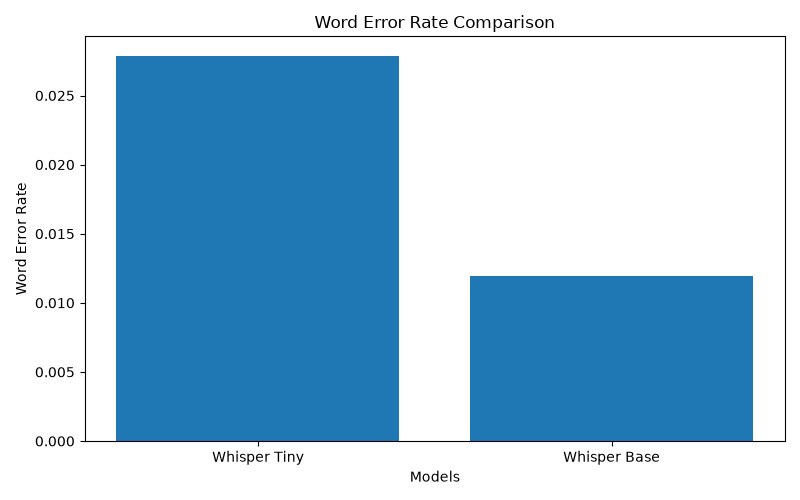 Word Error Rate Comparison
Word Error Rate
0.025
0.020
0.015
0.010
0.005
0.000
Whisper Tiny
Whisper Base
Models